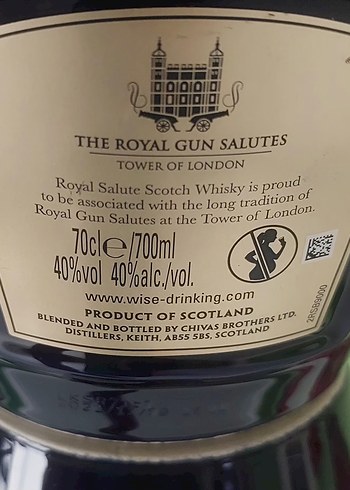 THE ROYAL GUN SALUTES
TOWER OF LONDON
Royal Salute Scotch Whisky is proud
to be associated with the long tradition of
Royal Gun Salutes at the Tower of London.
70cl e /700ml
40%vol 40%alc./vol.
www.wise-drinking.com
PRODUCT OF SCOTLAND
BLENDED AND BOTTLED BY CHIVAS BROTHERS LTD.
DISTILLERS, KEITH, AB55 5BS, SCOTLAND